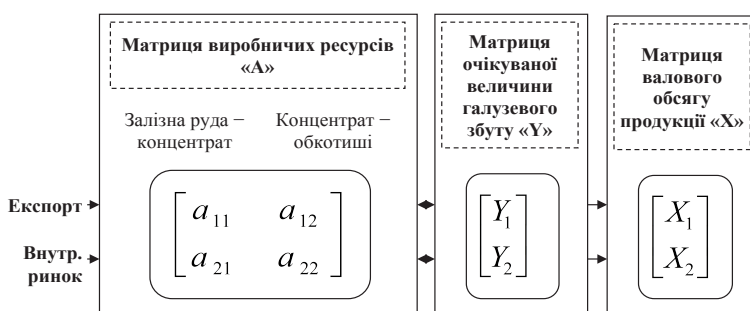 Матриця виробничих ресурсів
«А»
Матриця
очікуваної
величини
галузевого
збуту «Y»
Матриця
валового
обсягу
продукції «X»
Залізна руда –
концентрат
Концентрат –
обкотиші
Експорт
Внутр.
ринок
a11 a12
a21 a22
Y1
Y2
X1
X2